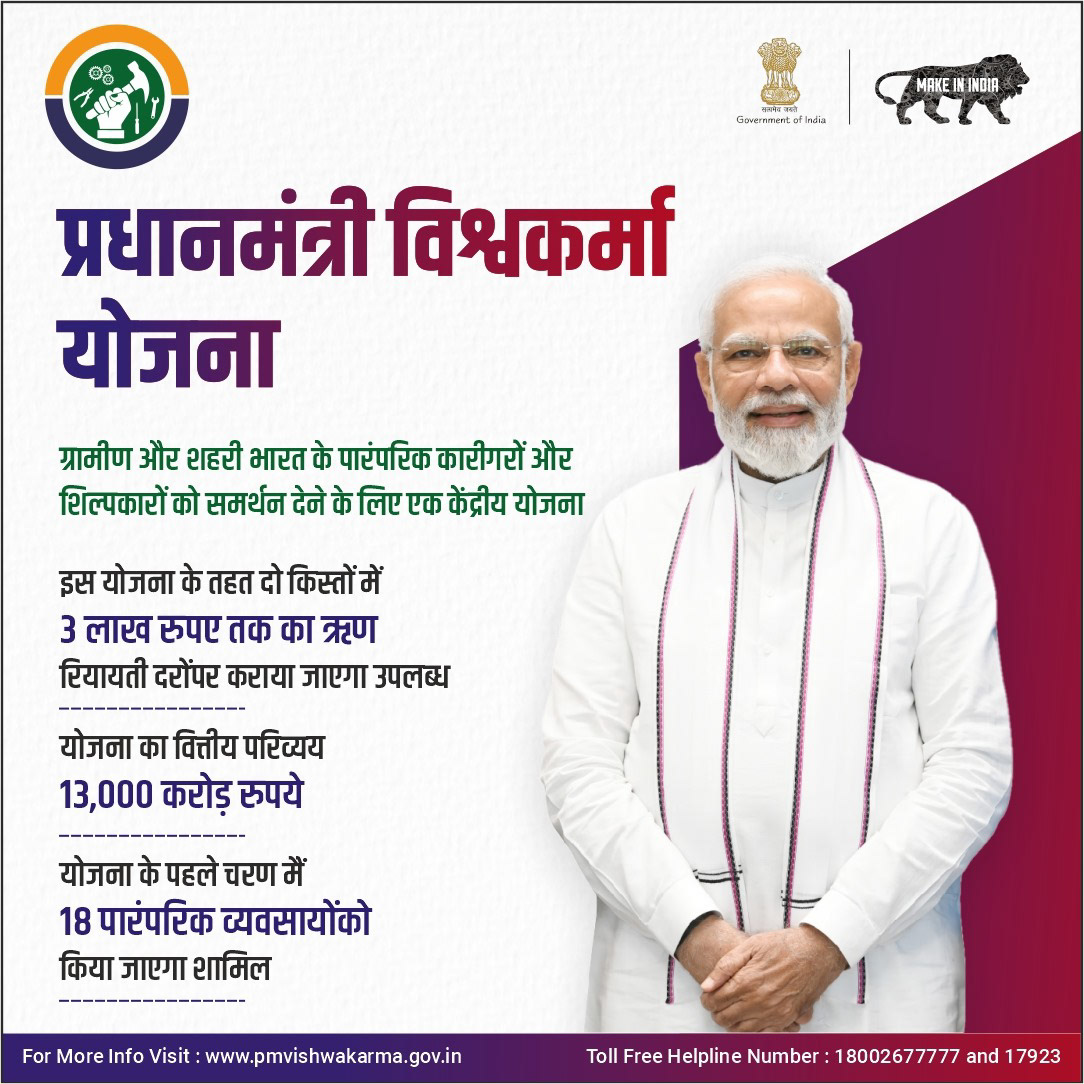 सत्यमेव जयते
Government of India
MAKE IN INDIA
प्रधानमंत्री विश्वकर्मा
योजना
ग्रामीण और शहरी भारत के पारंपरिक कारीगरों और
शिल्पकारों को समर्थन देने के लिए एक केंद्रीय योजना
इस योजना के तहत दो किस्तों में
3 लाख रुपए तक का ऋण
रियायती दरोंपर कराया जाएगा उपलब्ध
योजना का वित्तीय परिव्यय
13,000 करोड़ रुपये
योजना के पहले चरण मैं
18 पारंपरिक व्यवसायोंको
किया जाएगा शामिल
For More Info Visit : www.pmvishwakarma.gov.in
Toll Free Helpline Number : 18002677777 and 17923